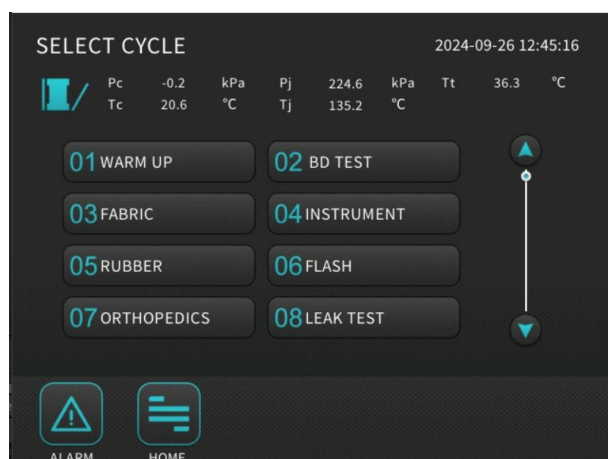 SELECT CYCLE 2024-09-26 12:45:16
Pc -0.2 kPa Pj 224.6 kPa Tt 36.3 ℃
Tc 20.6 ℃ Tj 135.2 ℃
01 WARM UP 02 BD TEST
03 FABRIC 04 INSTRUMENT
05 RUBBER 06 FLASH
07 ORTHOPEDICS 08 LEAK TEST
ALARM HOME